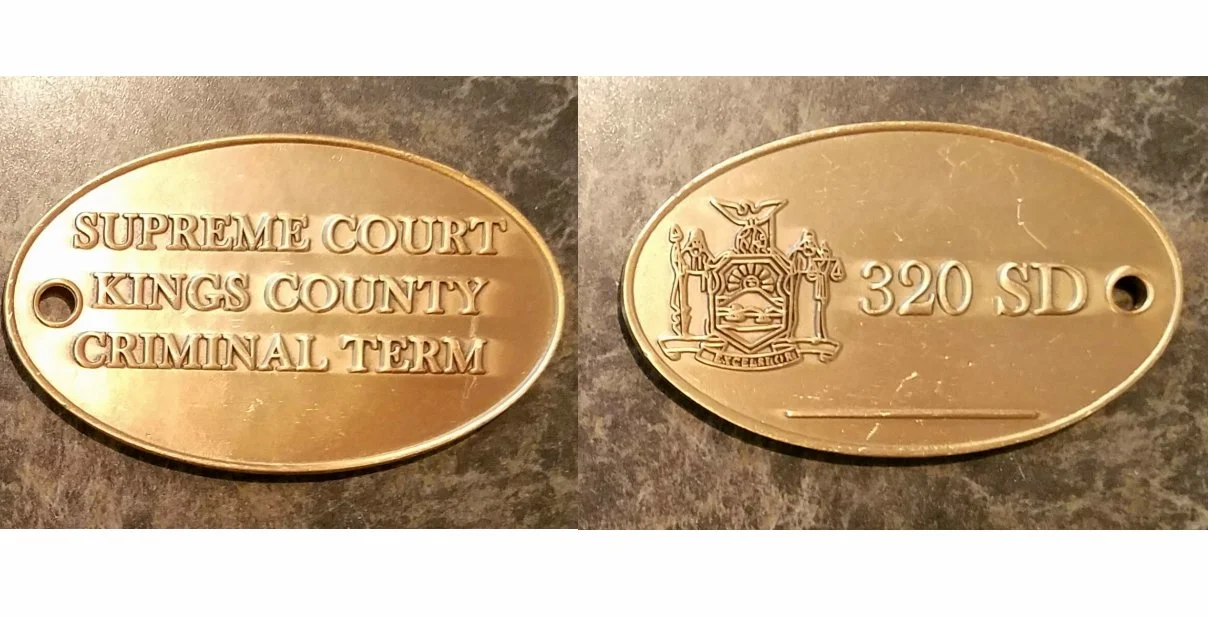 SUPREME COURT
KINGS COUNTY
CRIMINAL TERM
320 SD
EXCELSIOR